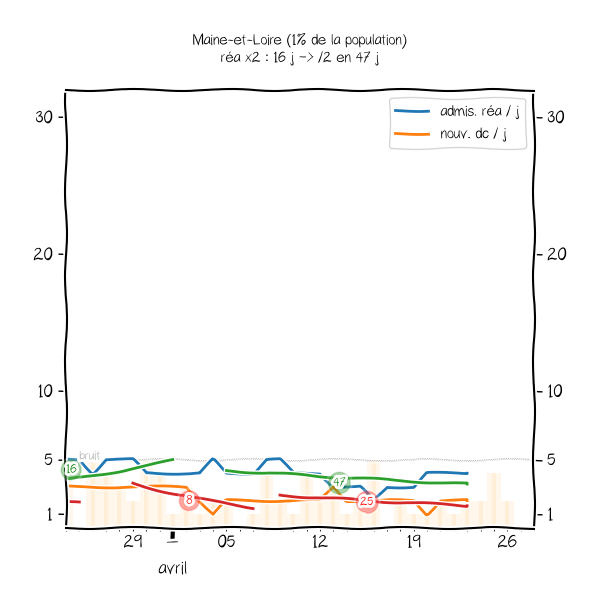 Maine-et-Loire (1% de la population)
réa x2 : 16 j -> /2 en 47 j
admis. réa / j
nouv. dc / j
30 30
20 20
10 10
5 bruit 5
16
47
8
25
1 1
29 05 12 19 26
avril